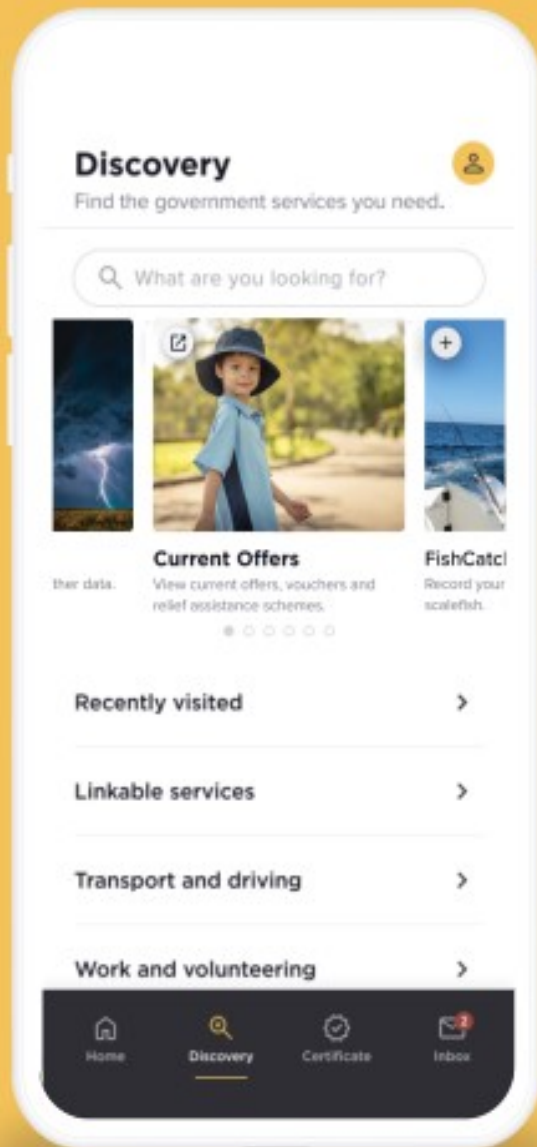 Discovery
Find the government services you need.
What are you looking for?
ther data.
Current Offers
View current offers, vouchers and
relief assistance schemes.
FishCatcl
Record your
scalefish.
Recently visited
Linkable services
Transport and driving
Work and volunteering
Home
Discovery
Certificate
2
Inbox